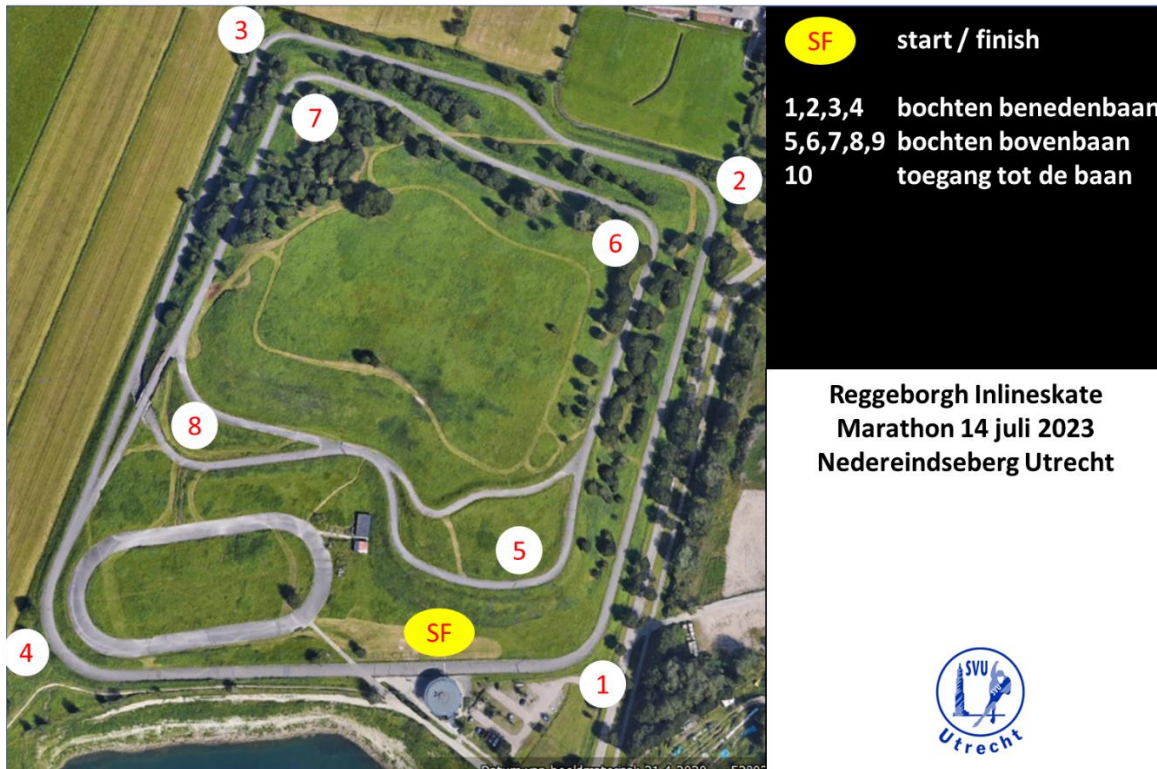 3
7
2
6
8
5
SF
4
1
SF start / finish
1,2,3,4 bochten benedenbaan
5,6,7,8,9 bochten bovenbaan
10 toegang tot de baan
Reggeborgh Inlineskate
Marathon 14 juli 2023
Nedereindseberg Utrecht
SVU
SVU
Utrecht